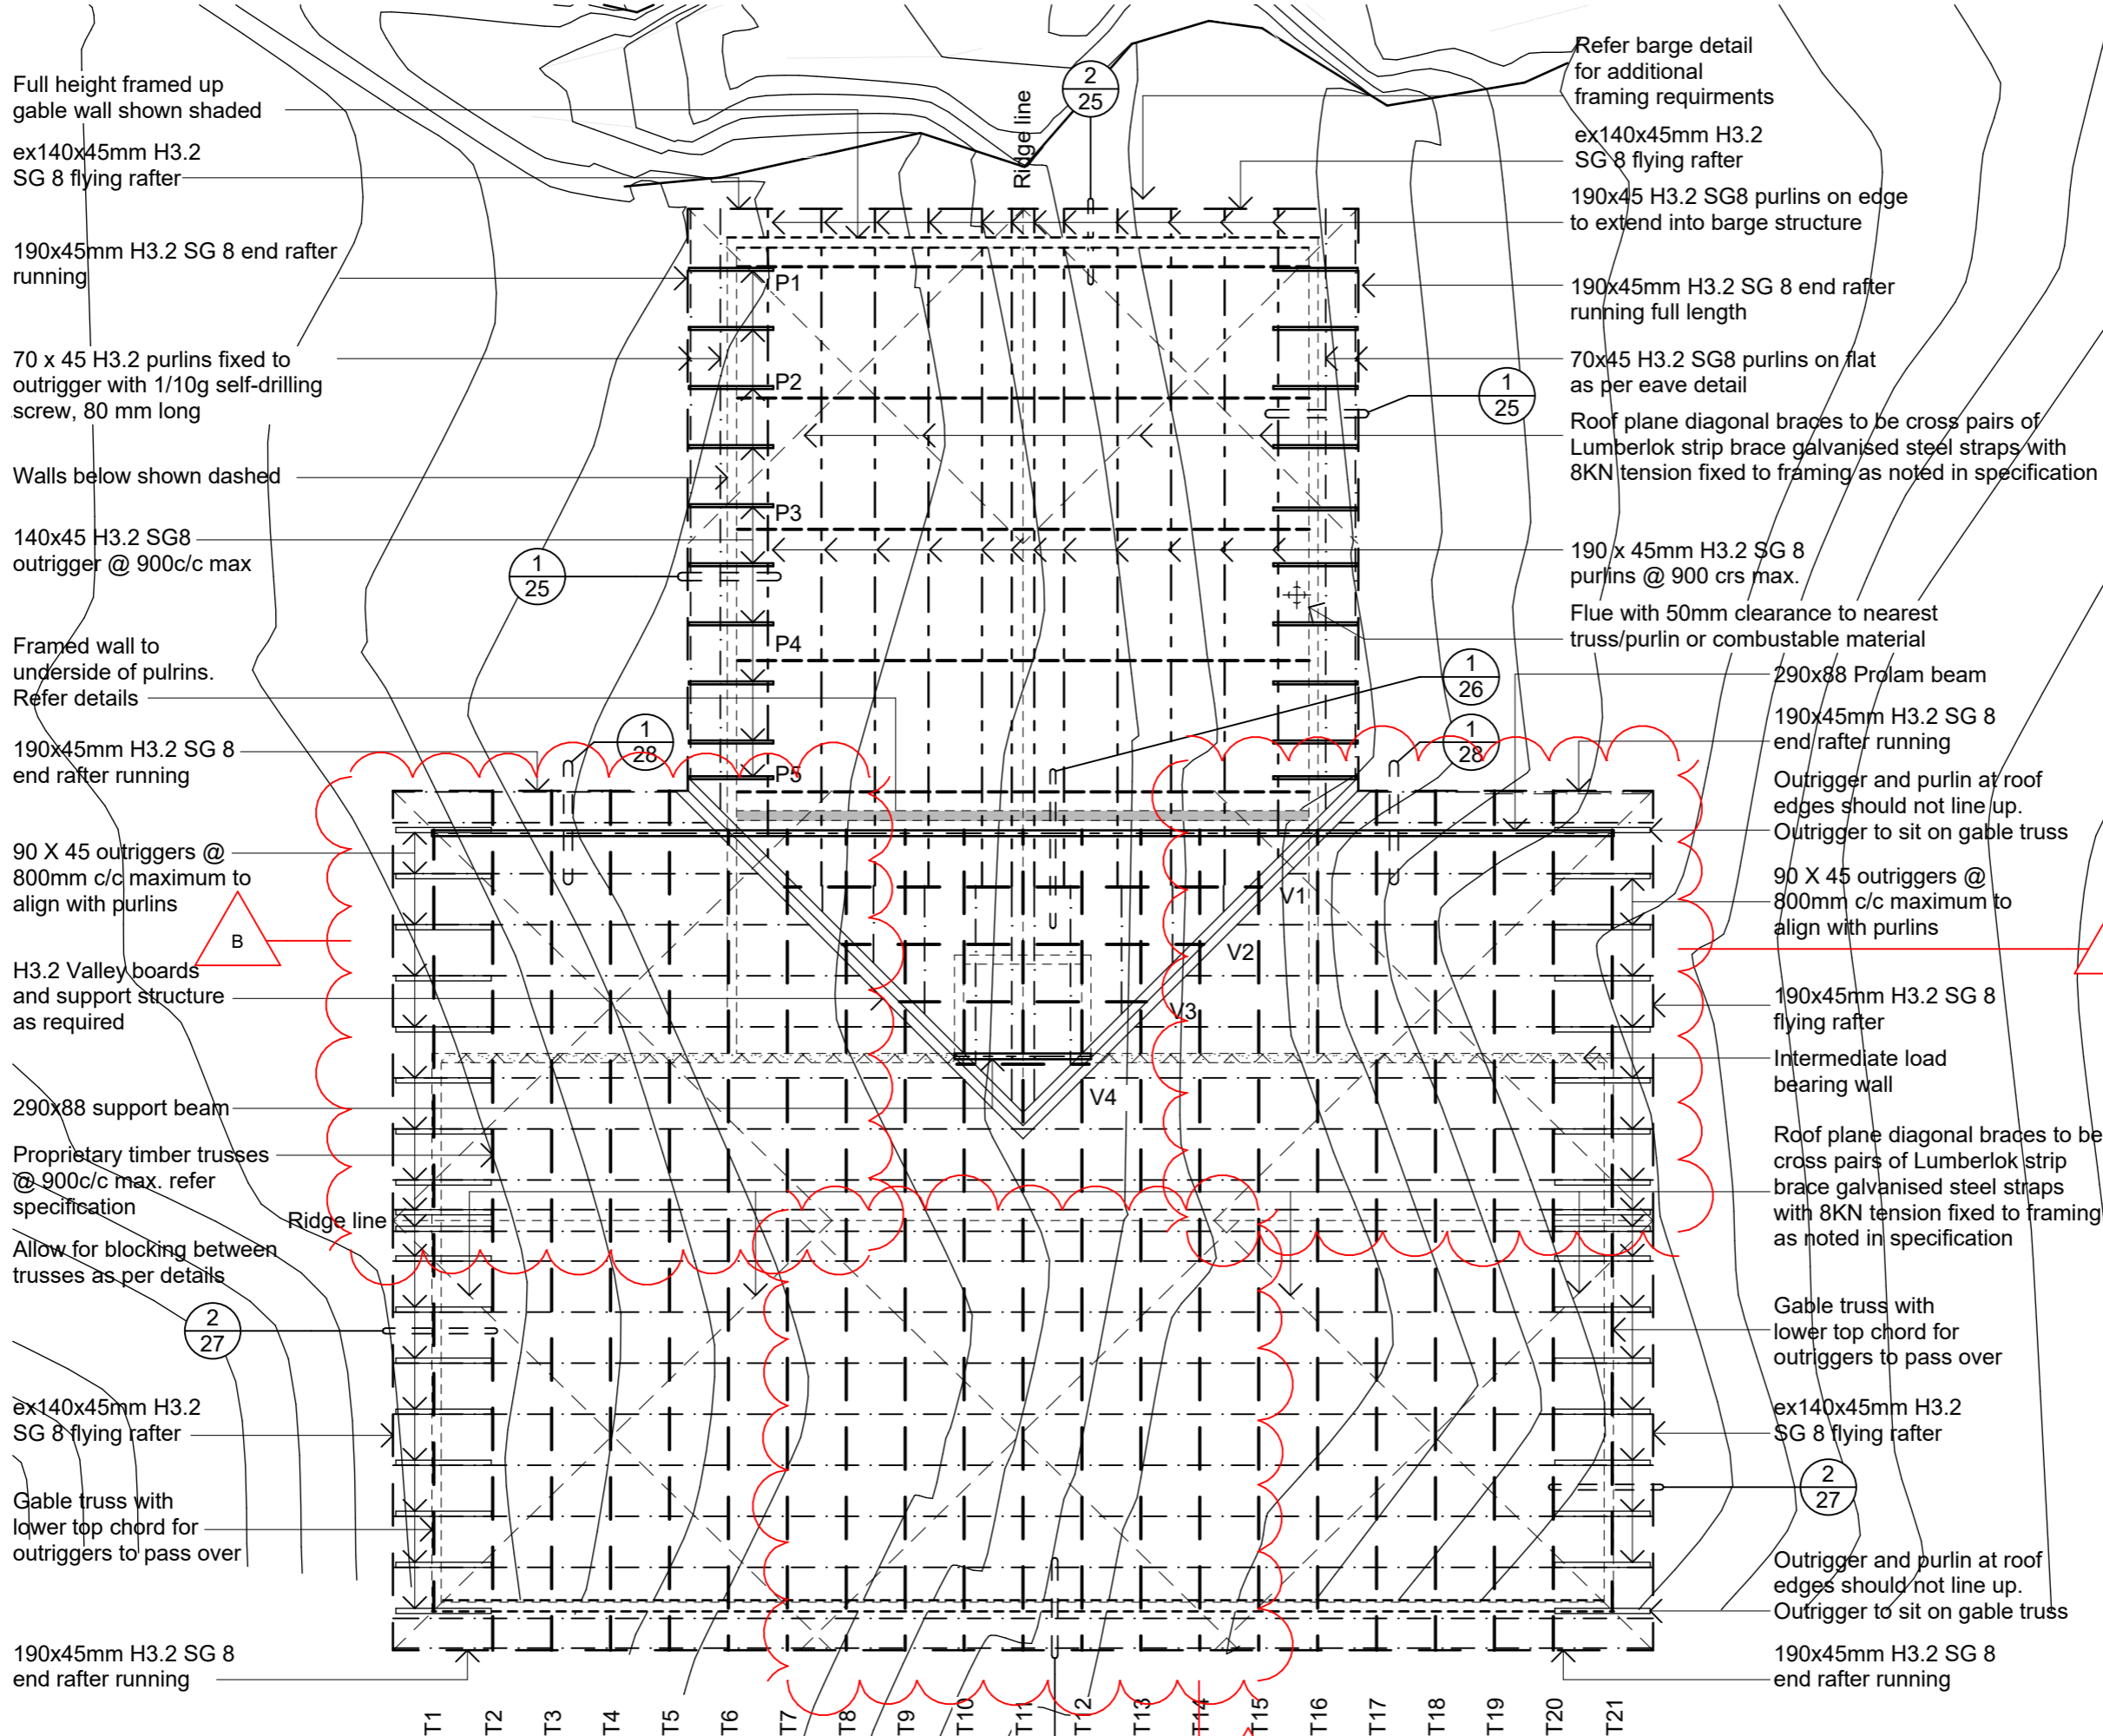 Full height framed up
gable wall shown shaded
ex140x45mm H3.2
SG 8 flying rafter
190x45mm H3.2 SG 8 end rafter
running
70 x 45 H3.2 purlins fixed to
outrigger with 1/10g self-drilling
screw, 80 mm long
Walls below shown dashed
140x45 H3.2 SG8
outrigger @ 900c/c max
Framed wall to
underside of pulrins.
Refer details
190x45mm H3.2 SG 8
end rafter running
90 X 45 outriggers @
800mm c/c maximum to
align with purlins
B
H3.2 Valley boards
and support structure
as required
290x88 support beam
Proprietary timber trusses
@ 900c/c max. refer
specification
Ridge line
Allow for blocking between
trusses as per details
2
27
ex140x45mm H3.2
SG 8 flying rafter
Gable truss with
lower top chord for
outriggers to pass over
190x45mm H3.2 SG 8
end rafter running
Ridge line
2
25
1
25
1
28
P1
P2
P3
P4
P5
V1
V2
V3
V4
1
25
1
26
1
28
Refer barge detail
for additional
framing requirments
ex140x45mm H3.2
SG 8 flying rafter
190x45 H3.2 SG8 purlins on edge
to extend into barge structure
190x45mm H3.2 SG 8 end rafter
running full length
70x45 H3.2 SG8 purlins on flat
as per eave detail
Roof plane diagonal braces to be cross pairs of
Lumberlok strip brace galvanised steel straps with
8KN tension fixed to framing as noted in specification
190 x 45mm H3.2 SG 8
purlins @ 900 crs max.
Flue with 50mm clearance to nearest
truss/purlin or combustable material
290x88 Prolam beam
190x45mm H3.2 SG 8
end rafter running
Outrigger and purlin at roof
edges should not line up.
Outrigger to sit on gable truss
90 X 45 outriggers @
800mm c/c maximum to
align with purlins
190x45mm H3.2 SG 8
flying rafter
Intermediate load
bearing wall
Roof plane diagonal braces to be
cross pairs of Lumberlok strip
brace galvanised steel straps
with 8KN tension fixed to framing
as noted in specification
Gable truss with
lower top chord for
outriggers to pass over
ex140x45mm H3.2
SG 8 flying rafter
2
27
Outrigger and purlin at roof
edges should not line up.
Outrigger to sit on gable truss
190x45mm H3.2 SG 8
end rafter running
T1
T2
T3
T4
T5
T6
T7
T8
T9
T10
T11
T12
T13
T14
T15
T16
T17
T18
T19
T20
T21